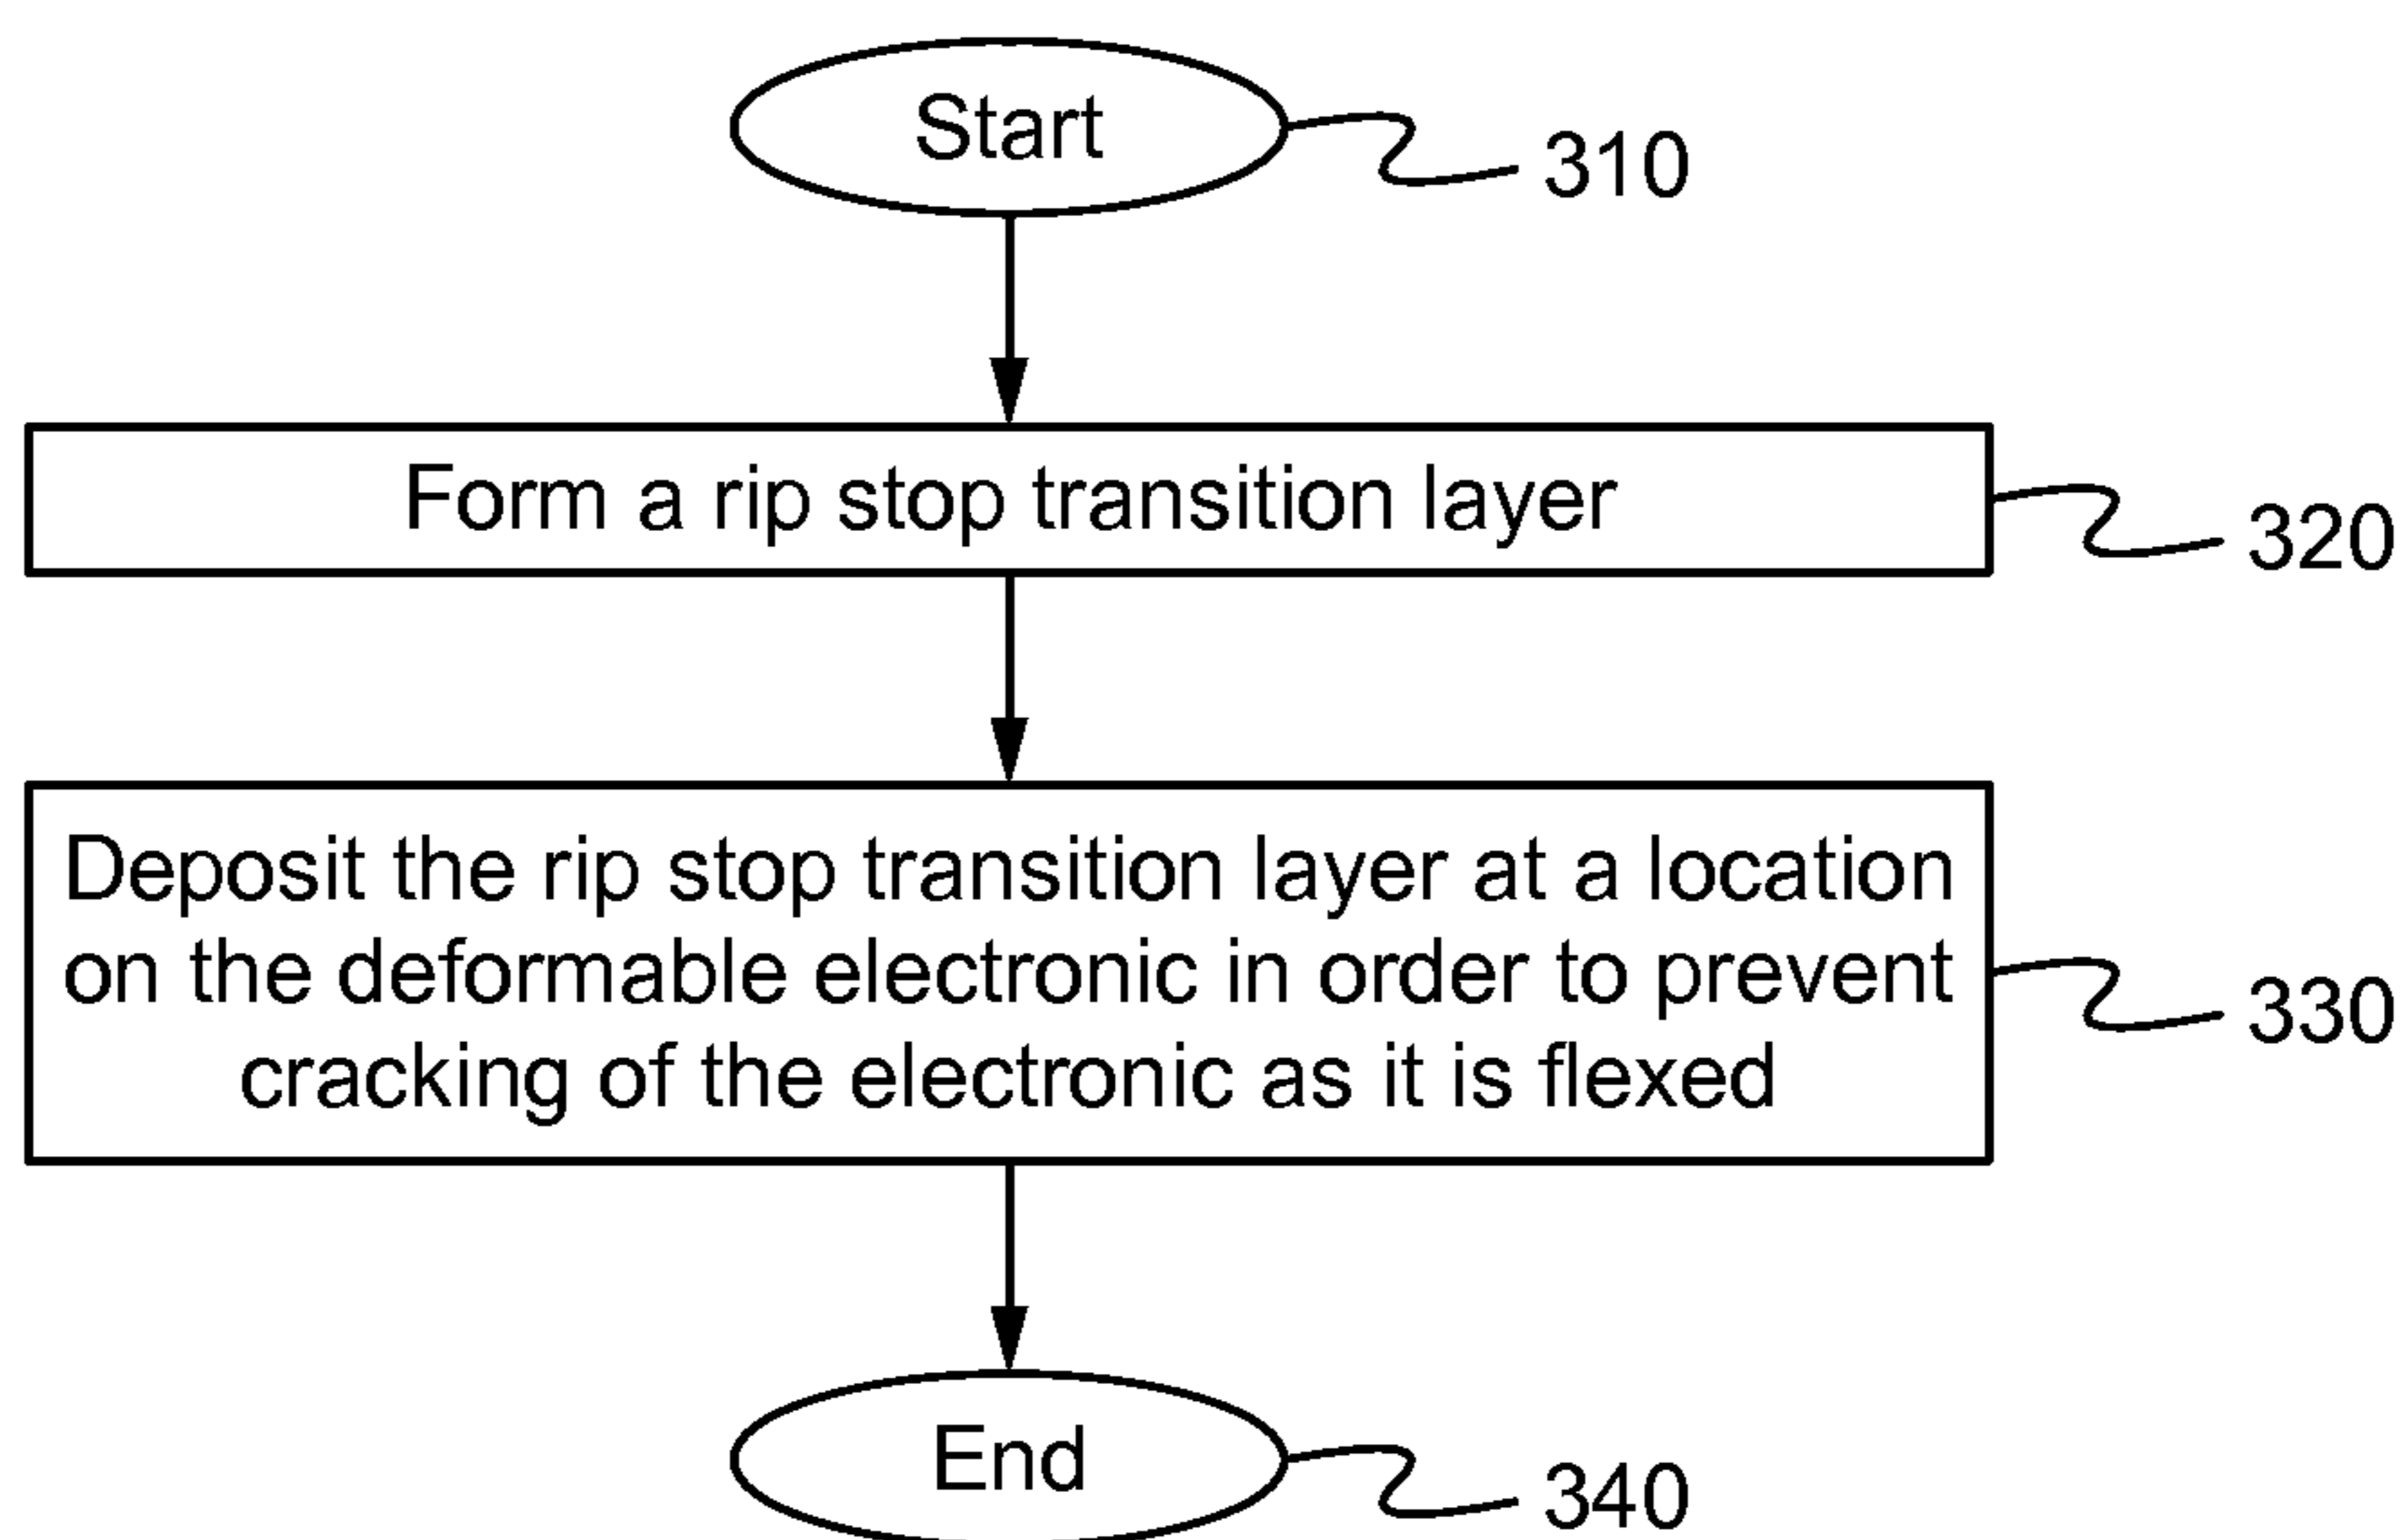 Start
310
Form a rip stop transition layer
320
Deposit the rip stop transition layer at a location
on the deformable electronic in order to prevent
cracking of the electronic as it is flexed
330
End
340